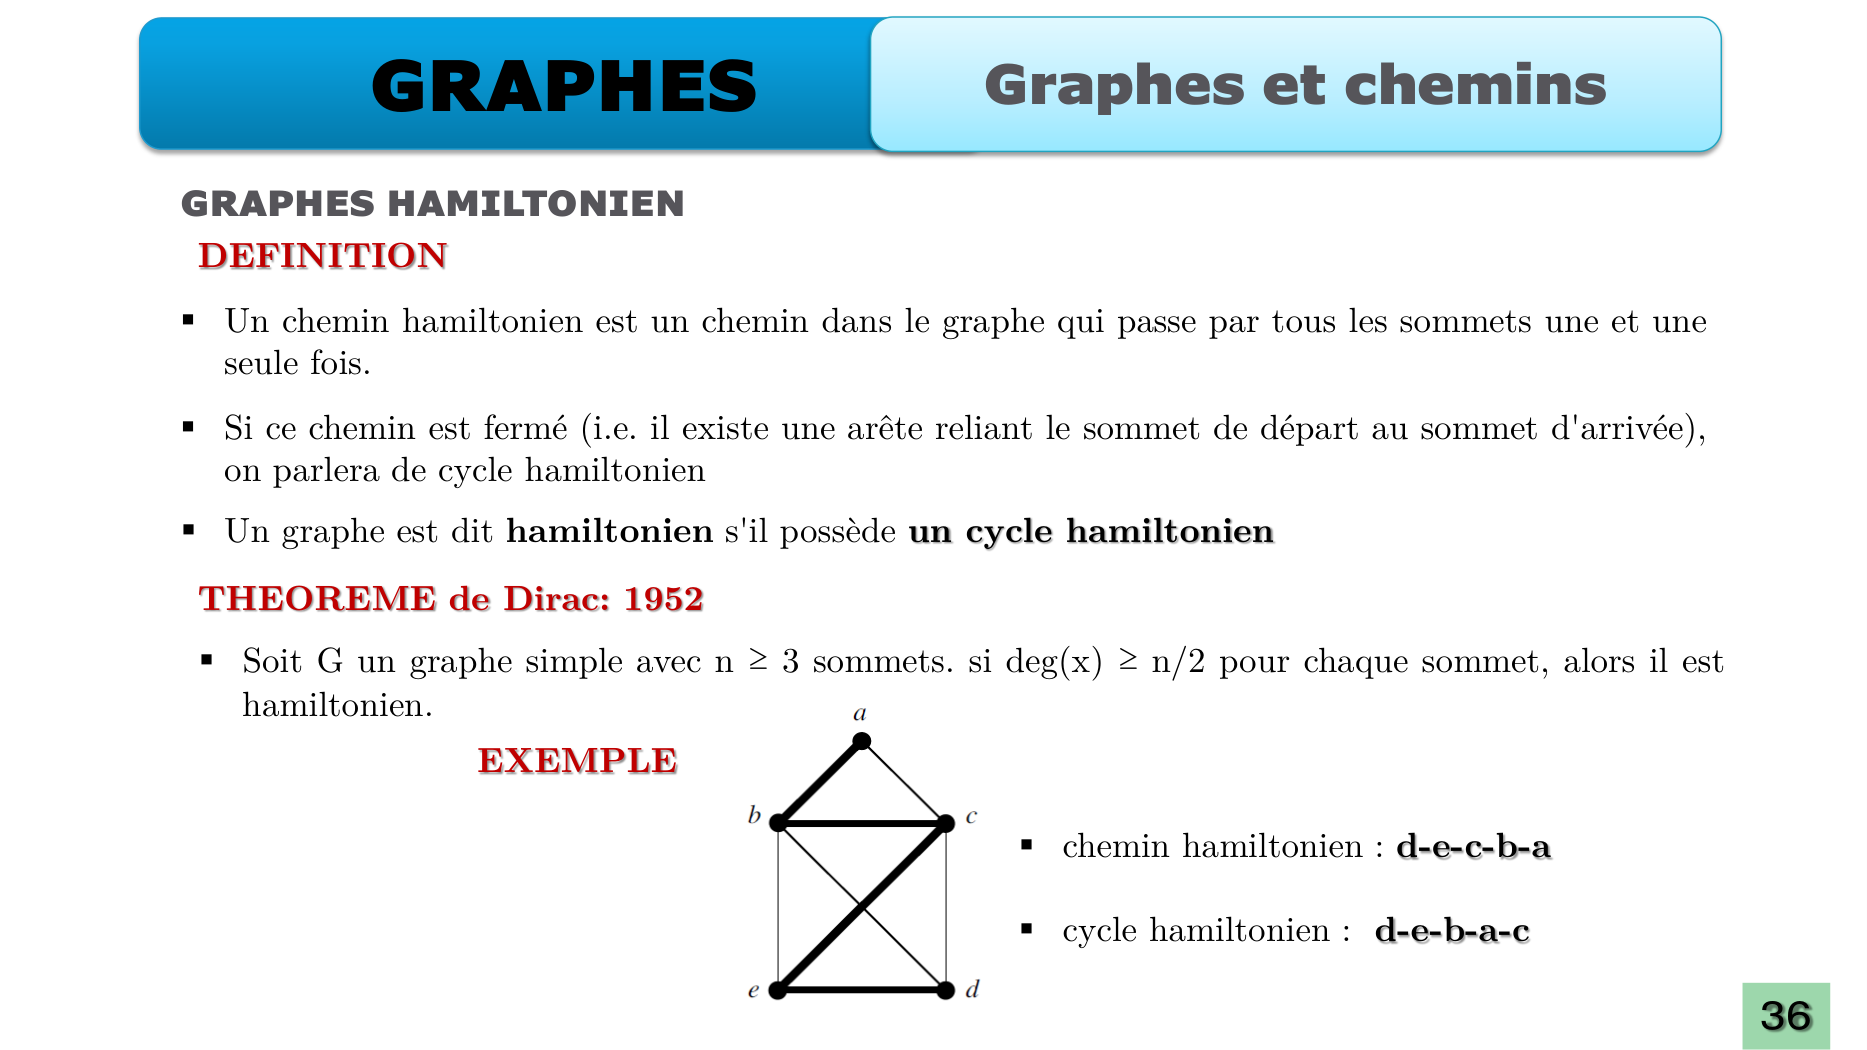 GRAPHES
Graphes et chemins
GRAPHES HAMILTONIEN
DEFINITION
▪ Un chemin hamiltonien est un chemin dans le graphe qui passe par tous les sommets une et une
seule fois.
▪ Si ce chemin est fermé (i.e. il existe une arête reliant le sommet de départ au sommet d'arrivée),
on parlera de cycle hamiltonien
▪ Un graphe est dit hamiltonien s'il possède un cycle hamiltonien
THEOREME de Dirac: 1952
▪ Soit G un graphe simple avec n ≥ 3 sommets. si deg(x) ≥ n/2 pour chaque sommet, alors il est
hamiltonien.
EXEMPLE
a
b
c
e
d
▪ chemin hamiltonien : d-e-c-b-a
▪ cycle hamiltonien : d-e-b-a-c
36